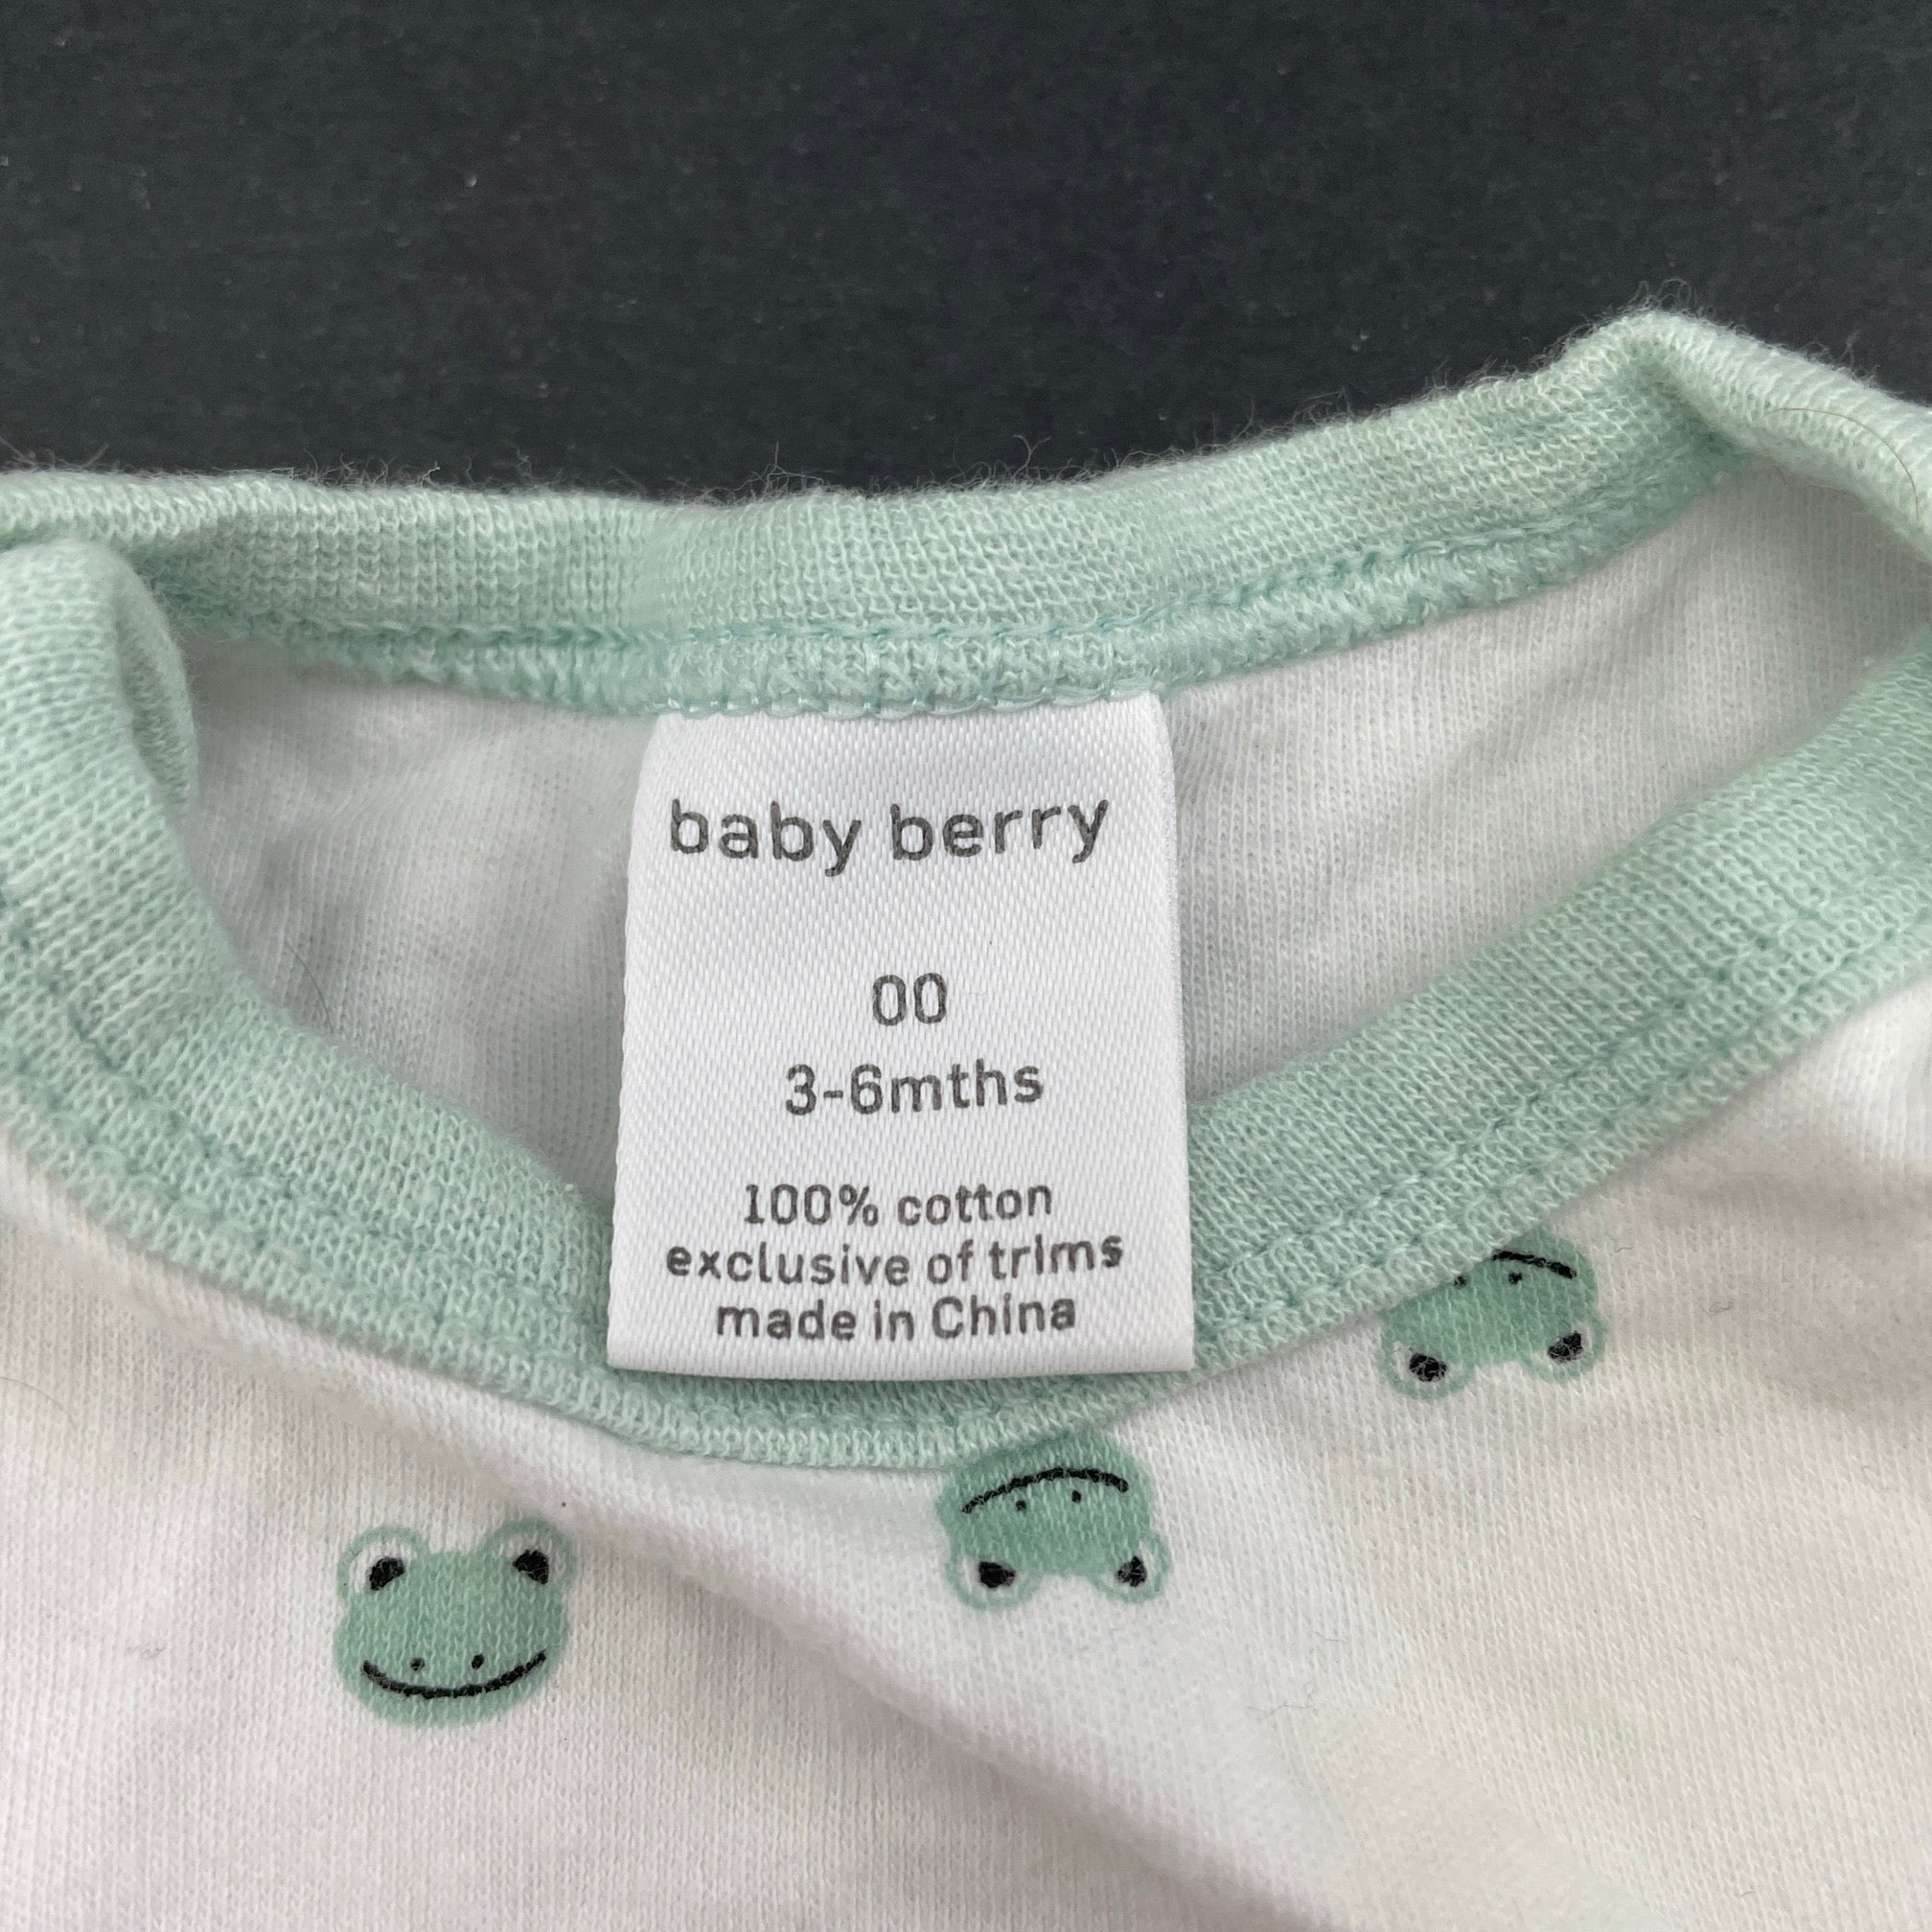 baby berry
00
3-6mths
100% cotton
exclusive of trims
made in China